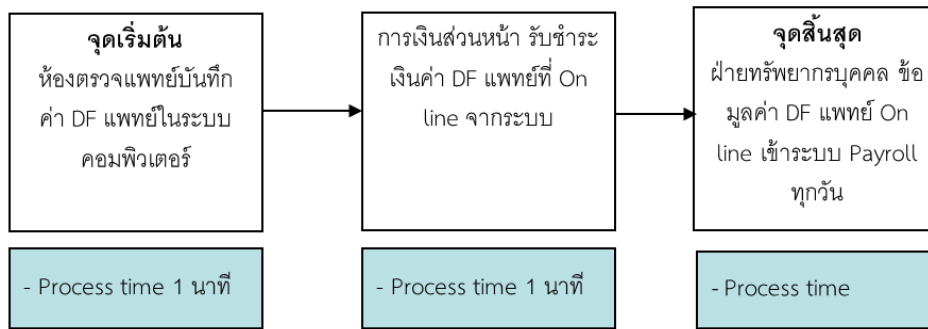 จุดเริ่มต้น
ห้องตรวจแพทย์บันทึก
ค่า DF แพทย์ในระบบ
คอมพิวเตอร์
การเงินส่วนหน้า รับชำระ
เงินค่า DF แพทย์ที่ On
line จากระบบ
จุดสิ้นสุด
ฝ่ายทรัพยากรบุคคล ข้อ
มูลค่า DF แพทย์ On
line เข้าระบบ Payroll
ทุกวัน
- Process time 1 นาที
- Process time 1 นาที
- Process time